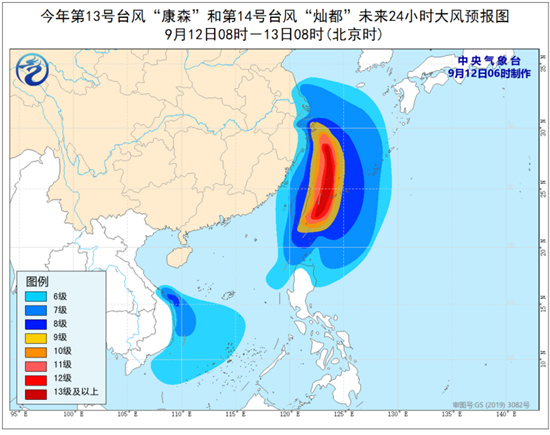 今年第13号台风“康森”和第14号台风“灿都”未来24小时大风预报图
9月12日08时－13日08时(北京时)
中央气象台
9月12日06时制作
35°N
30°N
25°N
20°N
15°N
10°N
图例
6级
7级
8级
9级
10级
11级
12级
13级及以上
审图号:GS (2019) 3082号
95°E
100°E
105°E
110°E
115°E
120°E
125°E
130°E
135°E
140°E